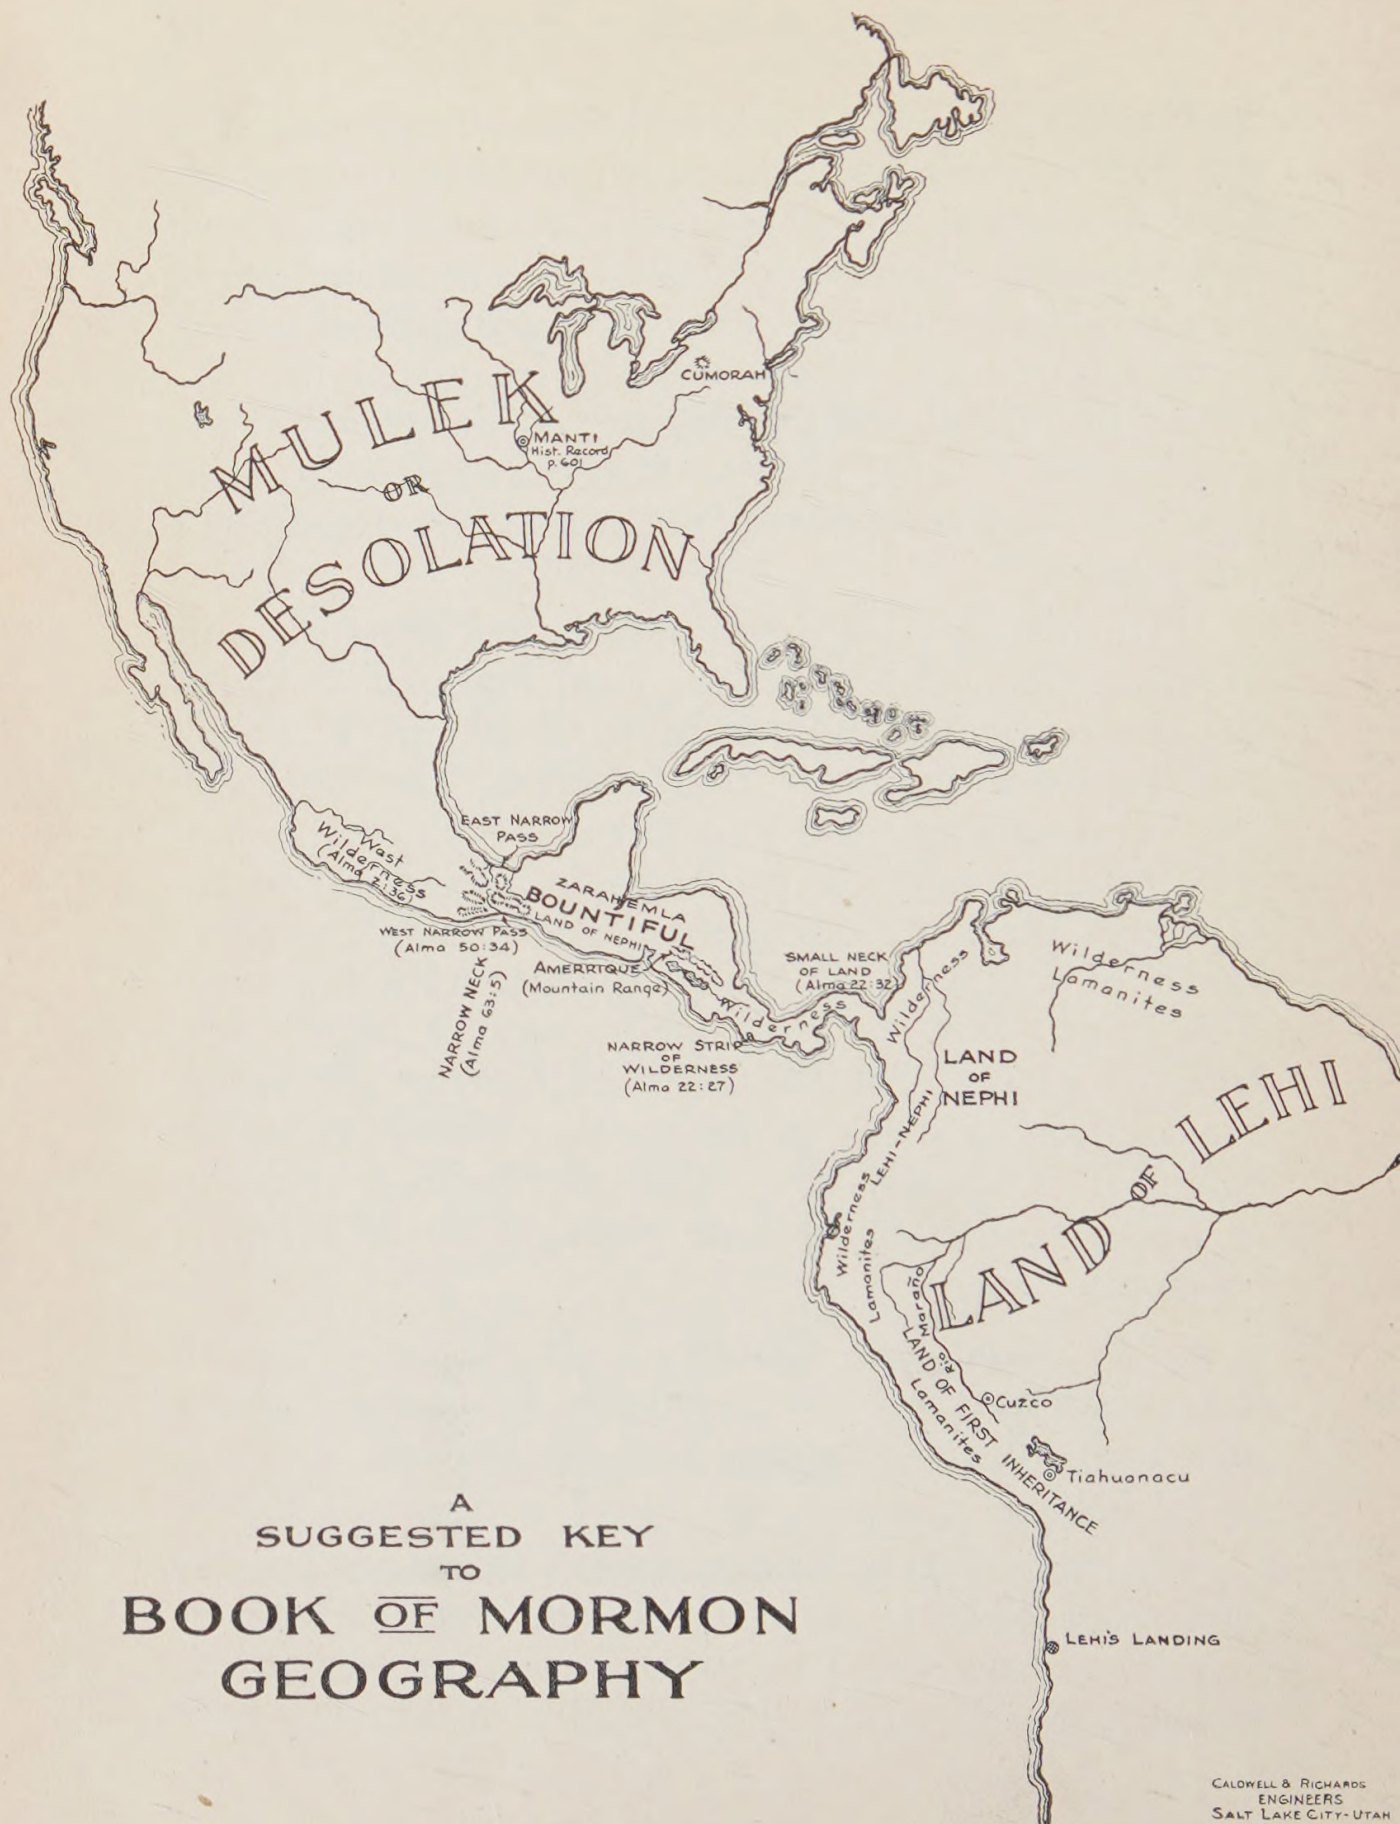 CUMORAH
MULEK
OR
DESOLATION
MANTI
Hist. Record
p. 601
EAST NARROW
PASS
West
Wilderness
(Alma 2:36)
ZARAHEMLA
BOUNTIFUL
LAND OF NEPHI
WEST NARROW PASS
(Alma 50:34)
NARROW NECK
(Alma 63:5)
AMERRIQUE
(Mountain Range)
Wilderness
NARROW STRIP
OF
WILDERNESS
(Alma 22:27)
SMALL NECK
OF LAND
(Alma 22:32)
Wilderness
Wilderness
Lamanites
LAND
OF
NEPHI
LEHI-NEPHI
LAND OF LEHI
Wilderness
Lamanites
Rio Maraño
LAND OF FIRST INHERITANCE
Lamanites
Cuzco
Tiahuanacu
LEHI'S LANDING
A
SUGGESTED KEY
TO
BOOK OF MORMON
GEOGRAPHY
CALDWELL & RICHARDS
ENGINEERS
SALT LAKE CITY-UTAH